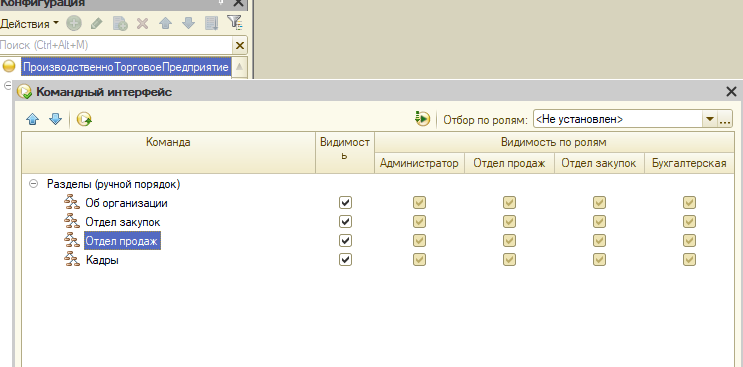 Конфигурация
Действия
Поиск (Ctrl+Alt+M)
ПроизводственноТорговоеПредприятие
Командный интерфейс
Отбор по ролям: <Не установлен>
Команда
Видимост
ь
Видимость по ролям
Администратор Отдел продаж Отдел закупок Бухгалтерская
Разделы (ручной порядок)
Об организации
Отдел закупок
Отдел продаж
Кадры